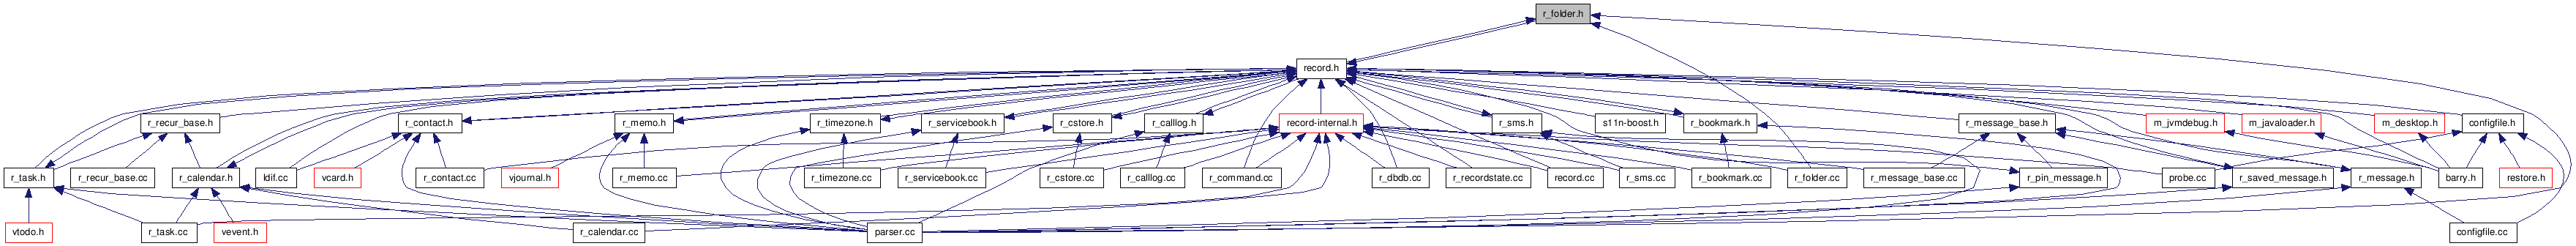 r_folder.h
record.h
r_recur_base.h
r_contact.h
r_memo.h
r_timezone.h
r_servicebook.h
r_cstore.h
r_calllog.h
record-internal.h
r_sms.h
s11n-boost.h
r_bookmark.h
r_message_base.h
m_jvmdebug.h
m_javaloader.h
m_desktop.h
configfile.h
r_task.h
r_recur_base.cc
r_calendar.h
ldif.cc
vcard.h
r_contact.cc
vjournal.h
r_memo.cc
r_timezone.cc
r_servicebook.cc
r_cstore.cc
r_calllog.cc
r_command.cc
r_dbdb.cc
r_recordstate.cc
record.cc
r_sms.cc
r_bookmark.cc
r_folder.cc
r_message_base.cc
r_pin_message.h
probe.cc
r_saved_message.h
r_message.h
barry.h
restore.h
vtodo.h
r_task.cc
vevent.h
r_calendar.cc
parser.cc
configfile.cc